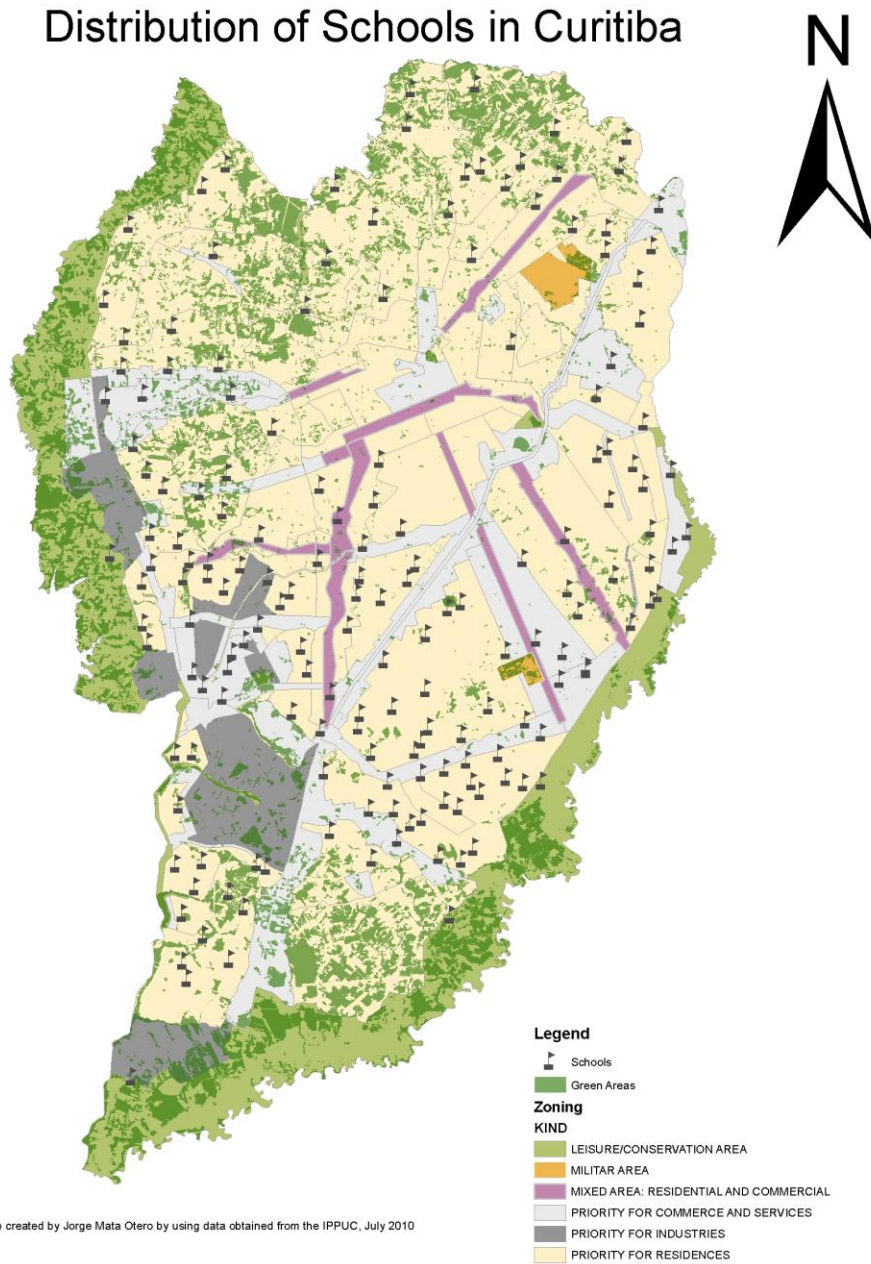 Distribution of Schools in Curitiba
N
Legend
Schools
Green Areas
Zoning
KIND
LEISURE/CONSERVATION AREA
MILITAR AREA
MIXED AREA: RESIDENTIAL AND COMMERCIAL
PRIORITY FOR COMMERCE AND SERVICES
PRIORITY FOR INDUSTRIES
PRIORITY FOR RESIDENCES
created by Jorge Mata Otero by using data obtained from the IPPUC, July 2010